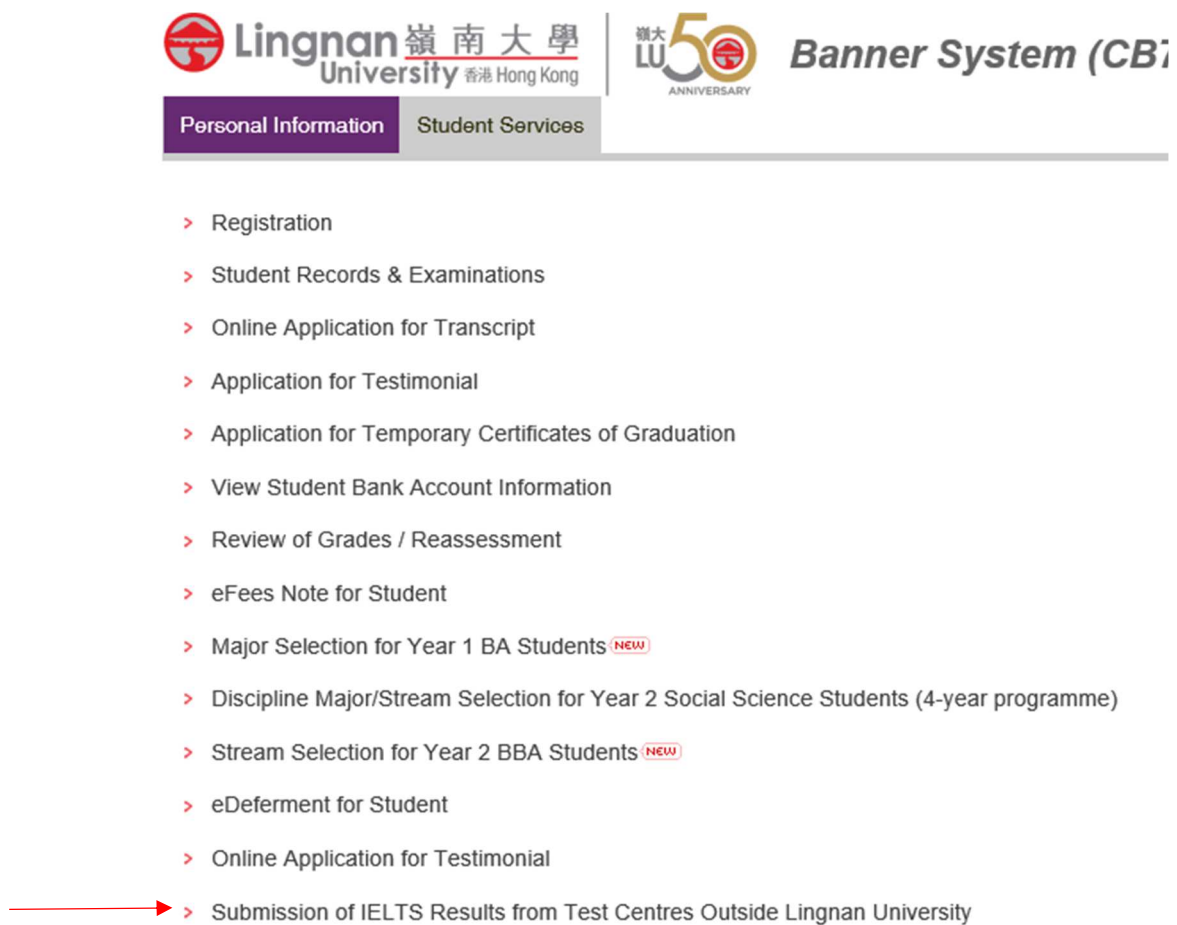 Lingnan 嶺南大學
University 香港 Hong Kong
嶺大 LU 50
ANNIVERSARY
Banner System (CB7
Personal Information
Student Services
> Registration
> Student Records & Examinations
> Online Application for Transcript
> Application for Testimonial
> Application for Temporary Certificates of Graduation
> View Student Bank Account Information
> Review of Grades / Reassessment
> eFees Note for Student
> Major Selection for Year 1 BA Students NEW
> Discipline Major/Stream Selection for Year 2 Social Science Students (4-year programme)
> Stream Selection for Year 2 BBA Students NEW
> eDeferment for Student
> Online Application for Testimonial
> Submission of IELTS Results from Test Centres Outside Lingnan University